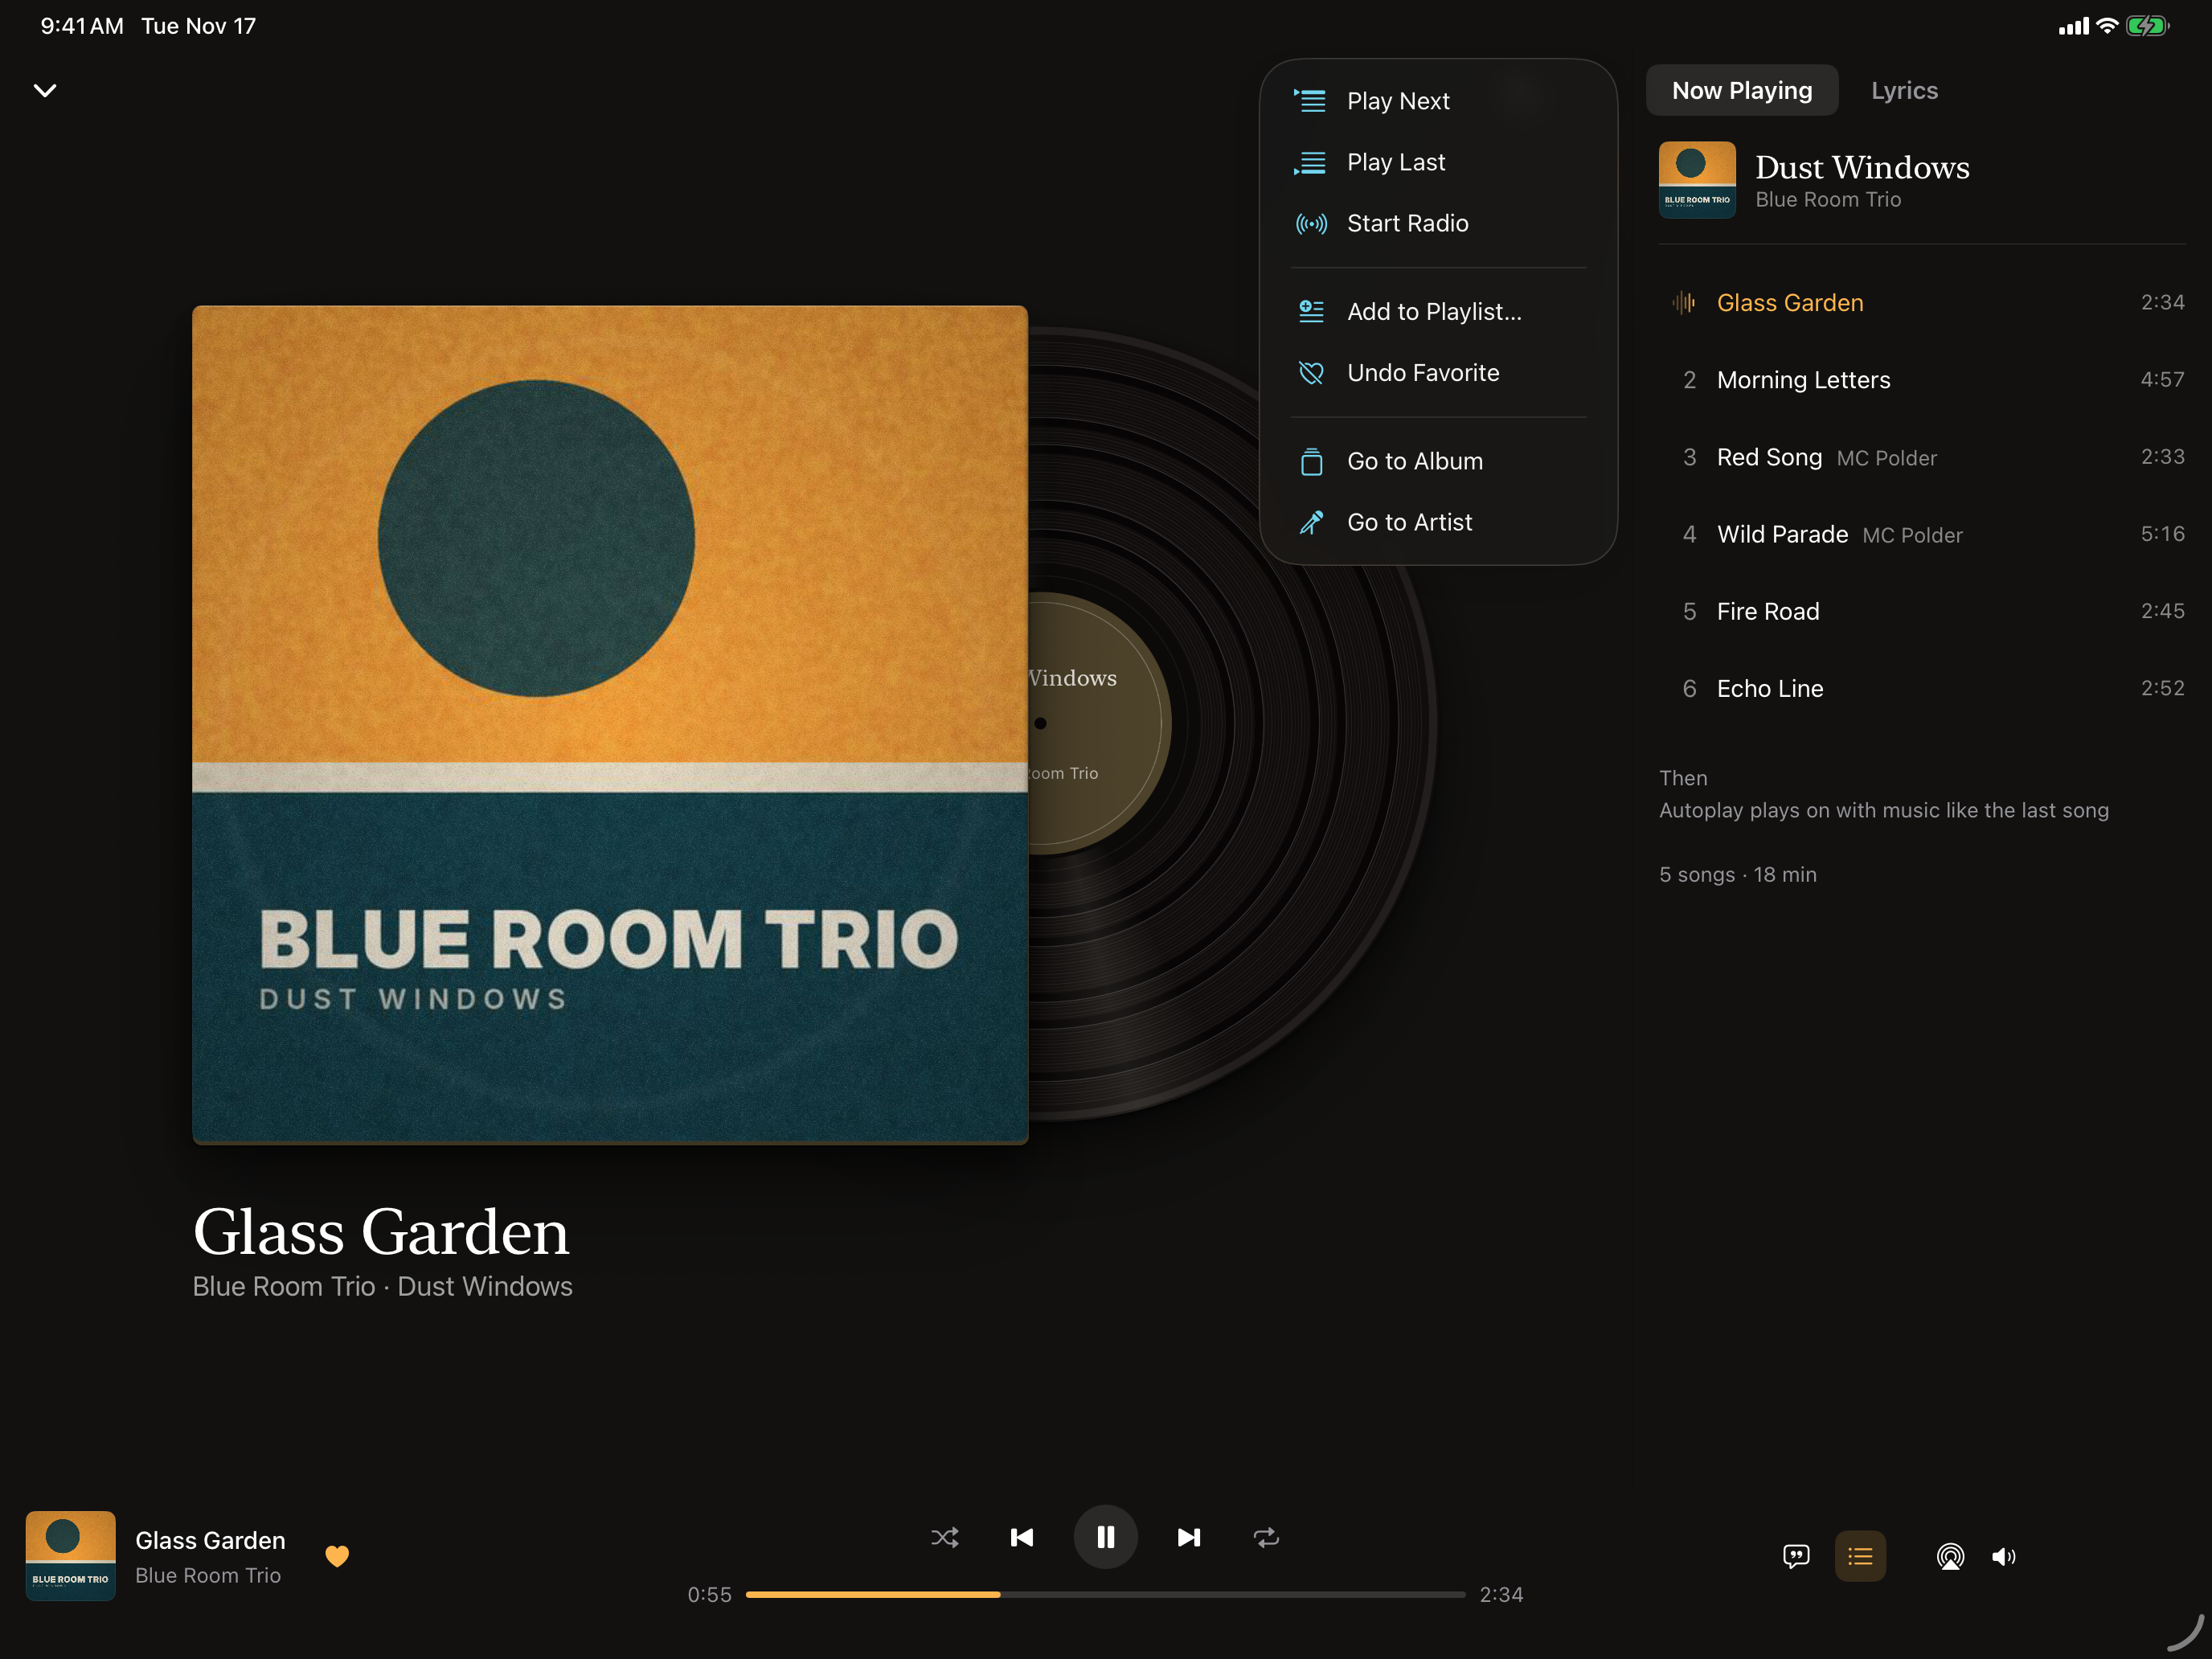 9:41 AM Tue Nov 17
Play Next
Play Last
Start Radio
Add to Playlist...
Undo Favorite
Go to Album
Go to Artist
Now Playing Lyrics
BLUE ROOM TRIO
Dust Windows
Blue Room Trio
Glass Garden 2:34
2 Morning Letters 4:57
3 Red Song MC Polder 2:33
4 Wild Parade MC Polder 5:16
5 Fire Road 2:45
6 Echo Line 2:52
Then
Autoplay plays on with music like the last song
5 songs · 18 min
Windows
Room Trio
BLUE ROOM TRIO
DUST WINDOWS
Glass Garden
Blue Room Trio · Dust Windows
BLUE ROOM TRIO
Glass Garden
Blue Room Trio
0:55 2:34